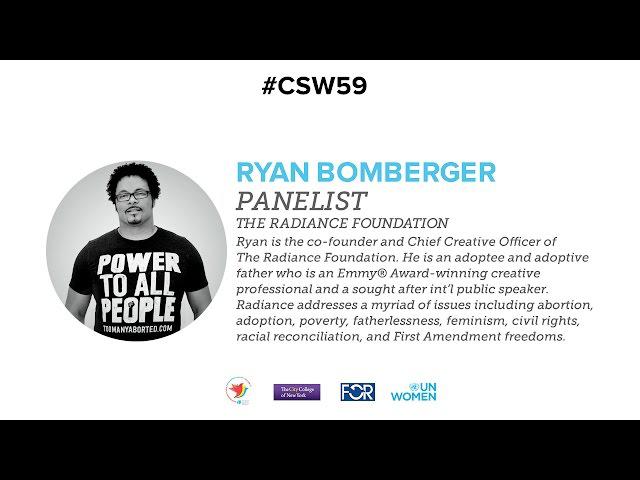 #CSW59
RYAN BOMBERGER
PANELIST
THE RADIANCE FOUNDATION
Ryan is the co-founder and Chief Creative Officer of
The Radiance Foundation. He is an adoptee and adoptive
father who is an Emmy® Award-winning creative
professional and a sought after int'l public speaker.
Radiance addresses a myriad of issues including abortion,
adoption, poverty, fatherlessness, feminism, civil rights,
racial reconciliation, and First Amendment freedoms.
POWER
TO ALL
PEOPLE
TOOMANYABORTED.COM
The City College
of New York
FOR
UN
WOMEN